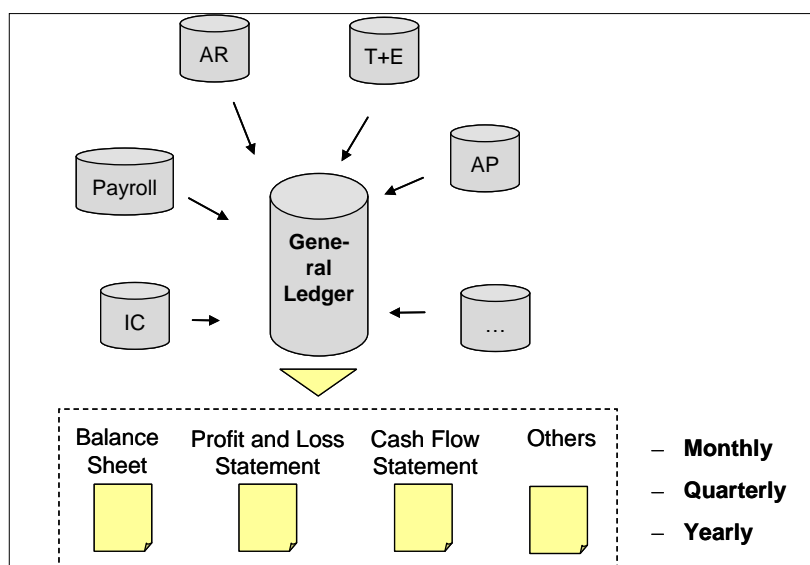 AR
T+E
Payroll
AP
Gene-
ral
Ledger
IC
...
Balance
Sheet
Profit and Loss
Statement
Cash Flow
Statement
Others
– Monthly
– Quarterly
– Yearly